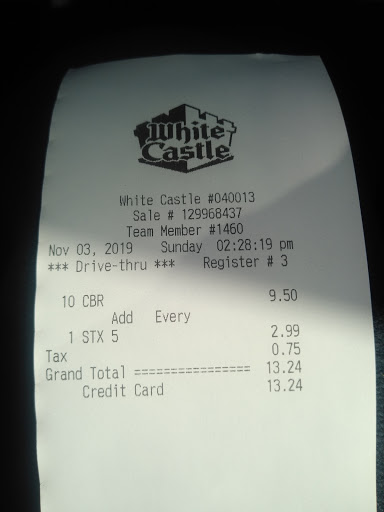 White
Castle
White Castle #040013
Sale # 129968437
Team Member #1460
Nov 03, 2019 Sunday 02:28:19 pm
*** Drive-thru *** Register # 3
10 CBR 9.50
Add Every
1 STX 5 2.99
Tax 0.75
Grand Total ================ 13.24
Credit Card 13.24